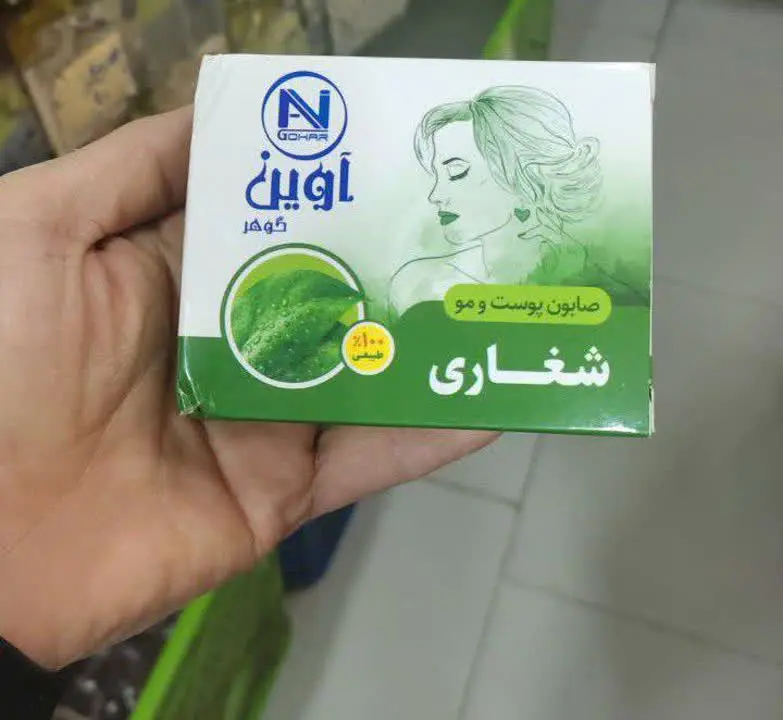 AN
GOHAR
آوین
گوهر
صابون پوست و مو
شغاری
٪۱۰۰
طبیعی